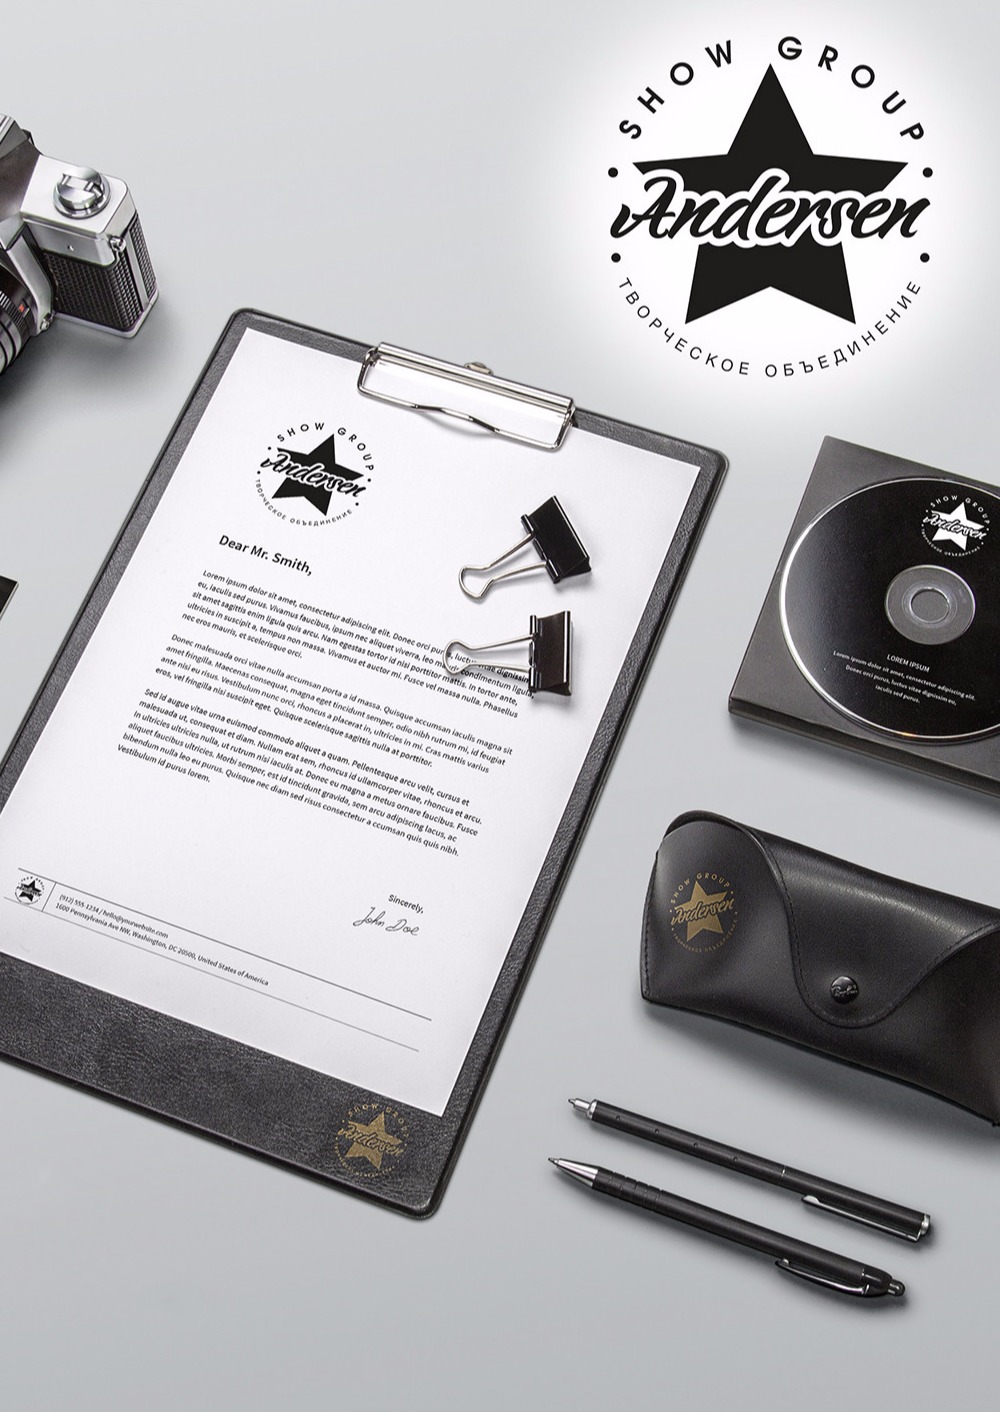 SHOW GROUP
Andersen
ТВОРЧЕСКОЕ ОБЪЕДИНЕНИЕ
SHOW GROUP
Andersen
ТВОРЧЕСКОЕ ОБЪЕДИНЕНИЕ
Dear Mr. Smith,
Lorem ipsum dolor sit amet, consectetur adipiscing elit. Donec orci purus, luctus vitae dignissim
eu, iaculis sed purus. Vivamus faucibus, ipsum nec aliquet viverra, leo condimentum ligula,
sit amet sagittis enim ligula quis arcu. Nam egestas tortor id nisi porttitor mattis. In tortor ante,
ultricies in suscipit a, tempus non massa. Vivamus et auctor mi. Fusce vel massa nulla. Phasellus
nec eros mauris, et scelerisque orci.
Donec malesuada orci vitae nulla accumsan porta a id massa. Quisque accumsan iaculis magna sit
amet fringilla. Maecenas consequat, magna eget tincidunt semper, odio nibh rutrum mi, id feugiat
ante nisi eu risus. Vestibulum nunc orci, rhoncus a placerat in, ultricies in mi. Cras mattis varius
eros, vel fringilla nisi suscipit eget. Quisque scelerisque sagittis nulla at porttitor.
Sed id augue vitae urna euismod commodo aliquet a quam. Pellentesque arcu velit, cursus et
malesuada ut, consequat et diam. Nullam erat sem, rhoncus id ullamcorper vitae, rhoncus et arcu.
In ultricies ultricies nulla, ut rutrum nisi iaculis at. Donec eu magna a metus ornare faucibus. Fusce
aliquet faucibus ultricies. Morbi semper, est id tincidunt gravida, sem arcu adipiscing lacus, ac
bibendum nulla leo eu purus. Quisque nec diam sed risus consectetur a ccumsan quis quis nibh.
Vestibulum id purus lorem.
Sincerely,
John Doe
(912) 555-1234 / hello@yourwebsite.com
1600 Pennsylvania Ave NW, Washington, DC 20500, United States of America
SHOW GROUP
Andersen
SHOW GROUP
Andersen
ТВОРЧЕСКОЕ ОБЪЕДИНЕНИЕ
LOREM IPSUM
Lorem ipsum dolor sit amet, consectetur adipiscing elit.
Donec orci purus, luctus vitae dignissim eu,
iaculis sed purus.
SHOW GROUP
Andersen
ТВОРЧЕСКОЕ ОБЪЕДИНЕНИЕ
Ray-Ban